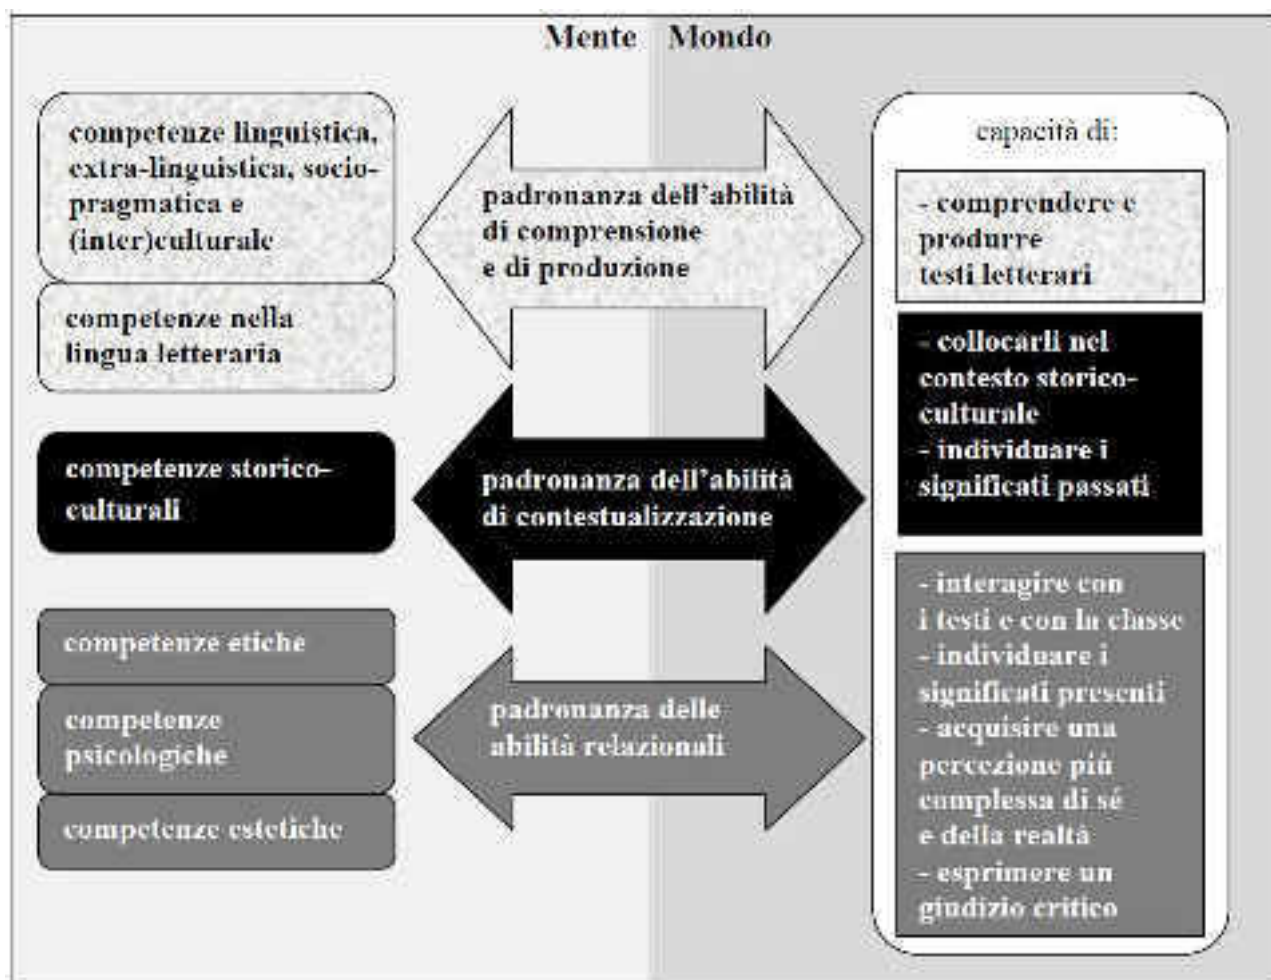 Mente Mondo
competenze linguistica,
extra-linguistica, socio-
pragmatica e
(inter)culturale
competenze nella
lingua letteraria
competenze storico-
culturali
competenze etiche
competenze
psicologiche
competenze estetiche
padronanza dell'abilità
di comprensione
e di produzione
padronanza dell'abilità
di contestualizzazione
padronanza delle
abilità relazionali
capacità di:
- comprendere e
produrre
testi letterari
- collocarli nel
contesto storico-
culturale
- individuare i
significati passati
- interagire con
i testi e con la classe
- individuare i
significati presenti
- acquisire una
percezione più
complessa di sé
e della realtà
- esprimere un
giudizio critico